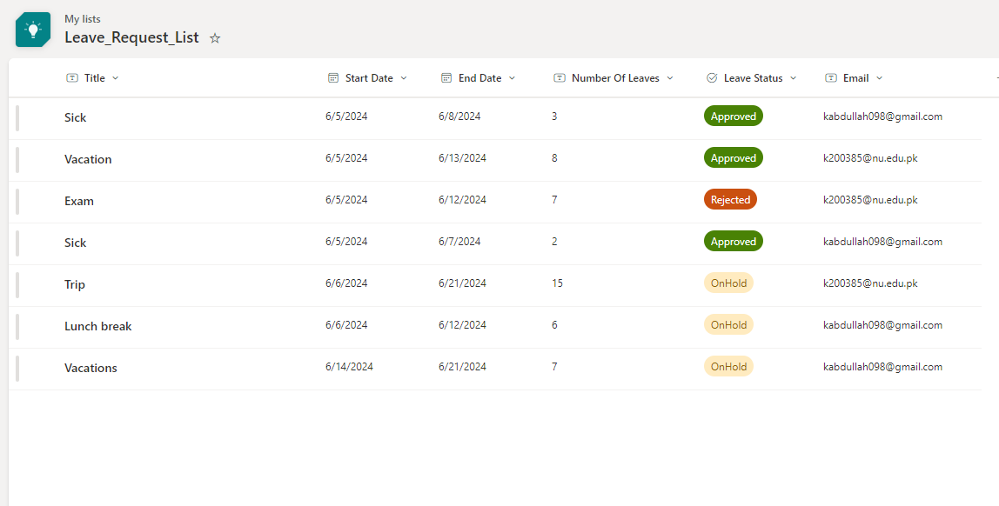 My lists
Leave_Request_List
Title Start Date End Date Number Of Leaves Leave Status Email
Sick 6/5/2024 6/8/2024 3 Approved kabdullah098@gmail.com
Vacation 6/5/2024 6/13/2024 8 Approved k200385@nu.edu.pk
Exam 6/5/2024 6/12/2024 7 Rejected k200385@nu.edu.pk
Sick 6/5/2024 6/7/2024 2 Approved kabdullah098@gmail.com
Trip 6/6/2024 6/21/2024 15 OnHold k200385@nu.edu.pk
Lunch break 6/6/2024 6/12/2024 6 OnHold kabdullah098@gmail.com
Vacations 6/14/2024 6/21/2024 7 OnHold kabdullah098@gmail.com